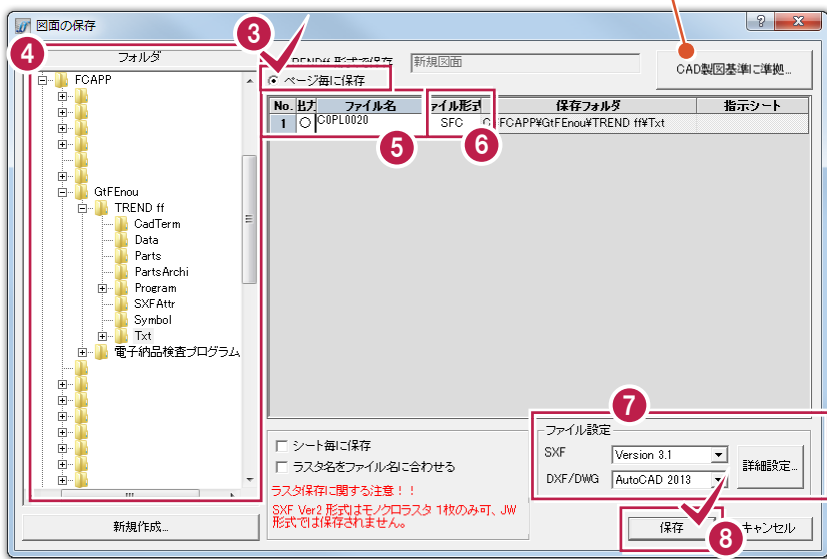 図面の保存
フォルダ
FCAPP
GtFEnou
TREND ff
CadTerm
Data
Parts
PartsArchi
Program
SXFAttr
Symbol
Txt
電子納品検査プログラム
新規作成...
3
4
TRENDff 形式で保存
新規図面
CAD製図基準に準拠...
ページ毎に保存
No. 出力 ファイル名 ファイル形式 保存フォルダ 指示シート
1 ○ C0PL0020 SFC C:¥FCAPP¥GtFEnou¥TREND ff¥Txt
5
6
7
シート毎に保存
ラスタ名をファイル名に合わせる
ラスタ保存に関する注意！！
SXF Ver2 形式はモノクロラスタ 1枚のみ可、JW
形式では保存されません。
ファイル設定
SXF Version 3.1
DXF/DWG AutoCAD 2013
詳細設定...
保存
キャンセル
8